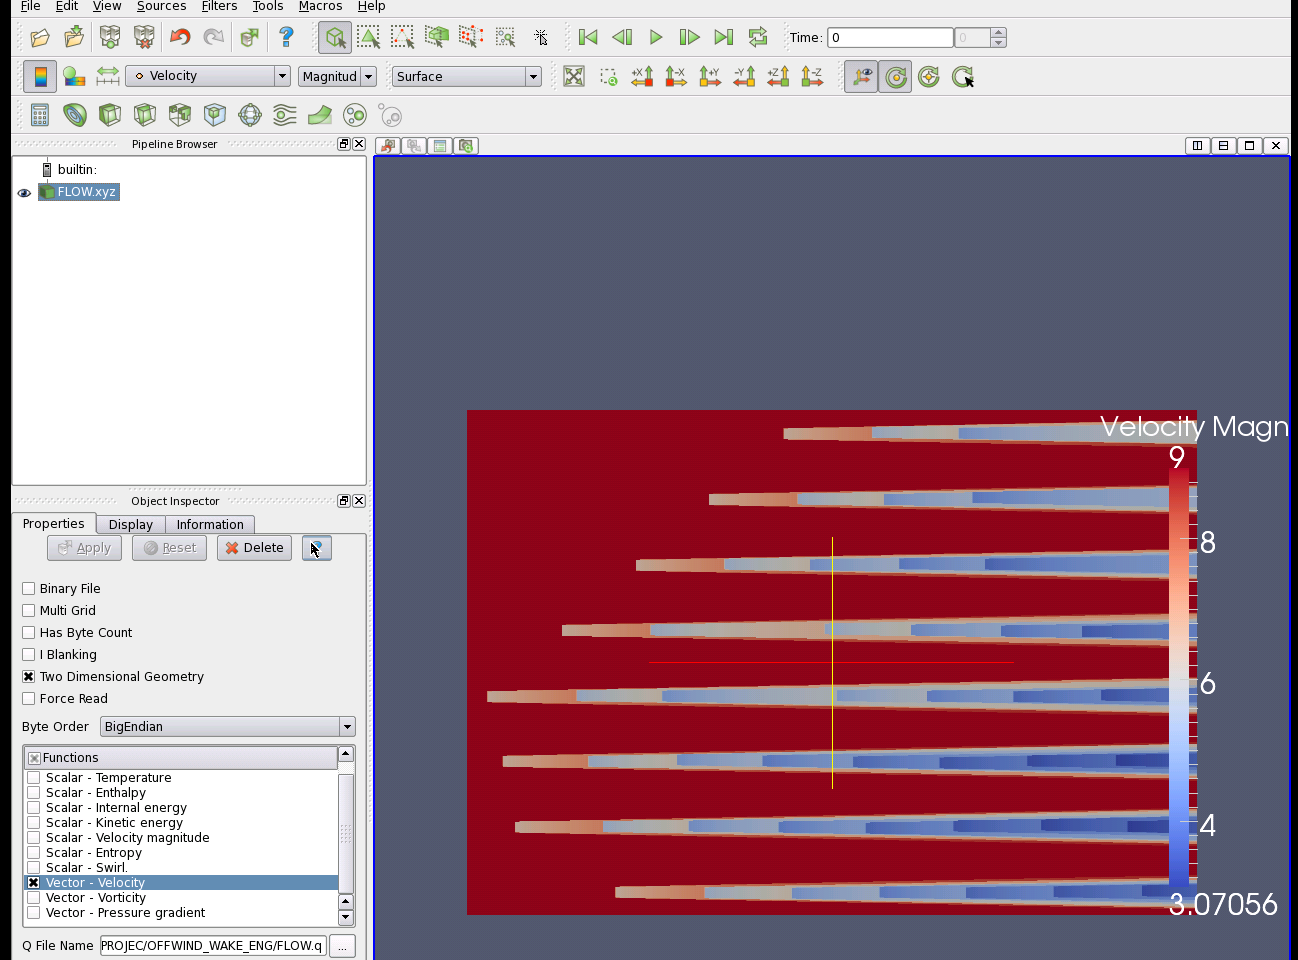 File Edit View Sources Filters Tools Macros Help
Time: 0 0
Velocity Magnitud Surface
+X -X +Y -Y +Z -Z
Pipeline Browser
builtin:
FLOW.xyz
Object Inspector
Properties Display Information
Apply Reset Delete
Binary File
Multi Grid
Has Byte Count
I Blanking
Two Dimensional Geometry
Force Read
Byte Order BigEndian
Functions
Scalar - Temperature
Scalar - Enthalpy
Scalar - Internal energy
Scalar - Kinetic energy
Scalar - Velocity magnitude
Scalar - Entropy
Scalar - Swirl.
Vector - Velocity
Vector - Vorticity
Vector - Pressure gradient
Q File Name PROJEC/OFFWIND_WAKE_ENG/FLOW.q ...
Velocity Magn
9
8
6
4
3.07056